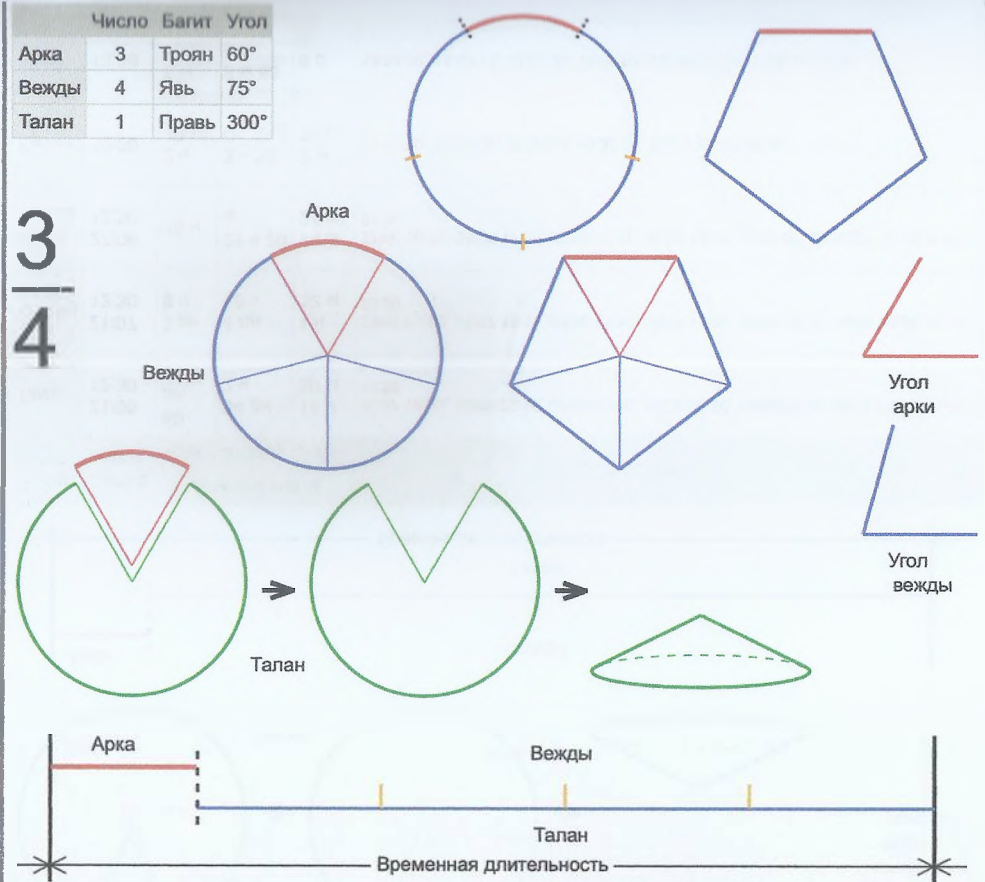 Число Багит Угол
Арка 3 Троян 60°
Вежды 4 Явь 75°
Талан 1 Правь 300°
3
4
Арка
Вежды
Угол
арки
Угол
вежды
Талан
Арка
Вежды
Талан
Временная длительность